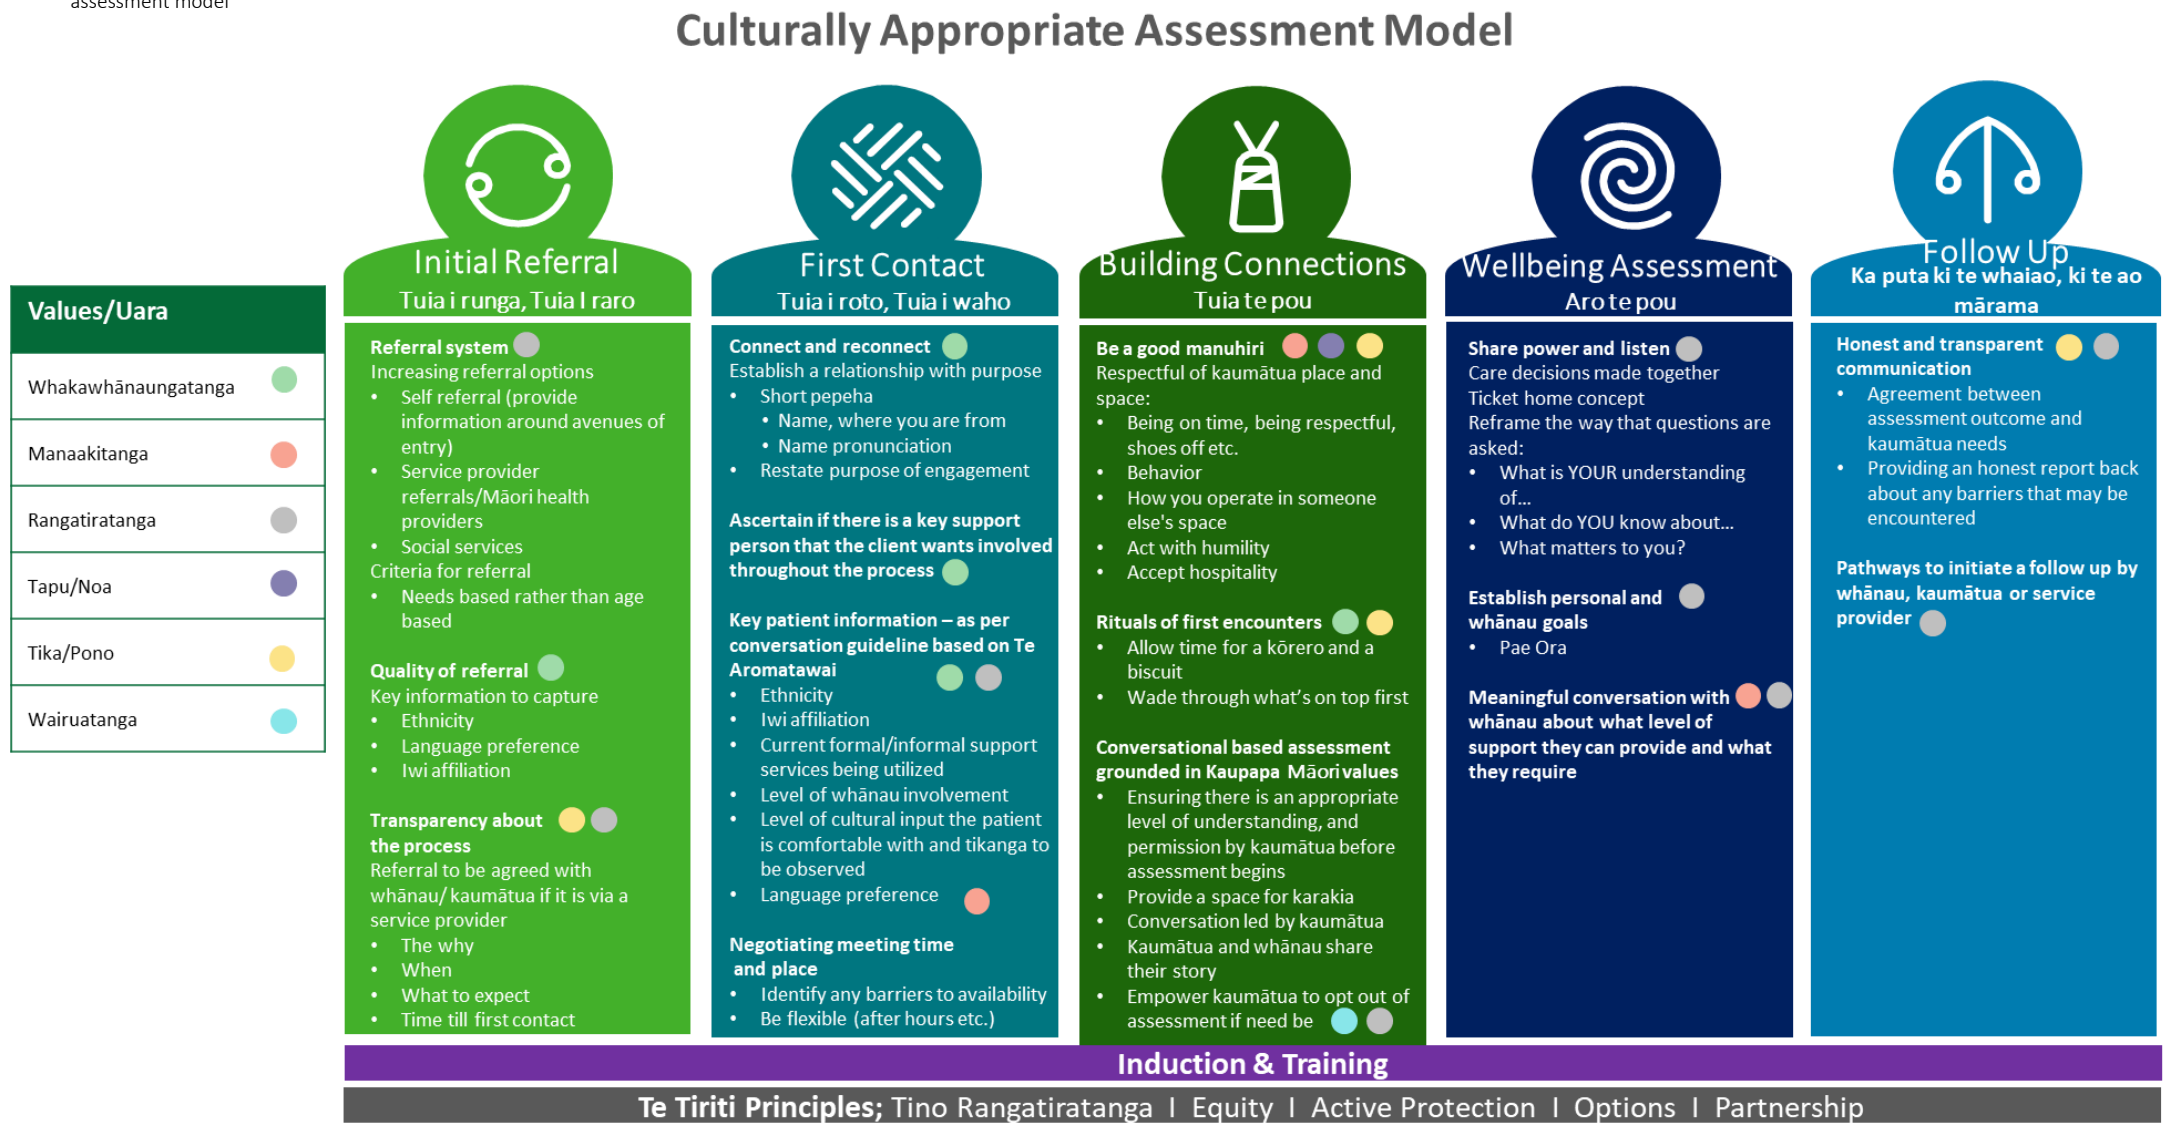 assessment model
Culturally Appropriate Assessment Model
Values/Uara
Whakawhānaungatanga
Manaakitanga
Rangatiratanga
Tapu/Noa
Tika/Pono
Wairuatanga
Initial Referral
Tuia i runga, Tuia I raro
Referral system
Increasing referral options
• Self referral (provide
information around avenues of
entry)
• Service provider
referrals/Māori health
providers
• Social services
Criteria for referral
• Needs based rather than age
based
Quality of referral
Key information to capture
• Ethnicity
• Language preference
• Iwi affiliation
Transparency about
the process
Referral to be agreed with
whānau/ kaumātua if it is via a
service provider
• The why
• When
• What to expect
• Time till first contact
First Contact
Tuia i roto, Tuia i waho
Connect and reconnect
Establish a relationship with purpose
• Short pepeha
• Name, where you are from
• Name pronunciation
• Restate purpose of engagement
Ascertain if there is a key support
person that the client wants involved
throughout the process
Key patient information – as per
conversation guideline based on Te
Aromatawai
• Ethnicity
• Iwi affiliation
• Current formal/informal support
services being utilized
• Level of whānau involvement
• Level of cultural input the patient
is comfortable with and tikanga to
be observed
• Language preference
Negotiating meeting time
and place
• Identify any barriers to availability
• Be flexible (after hours etc.)
Building Connections
Tuia te pou
Be a good manuhiri
Respectful of kaumātua place and
space:
• Being on time, being respectful,
shoes off etc.
• Behavior
• How you operate in someone
else's space
• Act with humility
• Accept hospitality
Rituals of first encounters
• Allow time for a kōrero and a
biscuit
• Wade through what's on top first
Conversational based assessment
grounded in Kaupapa Māori values
• Ensuring there is an appropriate
level of understanding, and
permission by kaumātua before
assessment begins
• Provide a space for karakia
• Conversation led by kaumātua
• Kaumātua and whānau share
their story
• Empower kaumātua to opt out of
assessment if need be
Wellbeing Assessment
Aro te pou
Share power and listen
Care decisions made together
Ticket home concept
Reframe the way that questions are
asked:
• What is YOUR understanding
of...
• What do YOU know about...
• What matters to you?
Establish personal and
whānau goals
• Pae Ora
Meaningful conversation with
whānau about what level of
support they can provide and what
they require
Follow Up
Ka puta ki te whaiao, ki te ao
mārama
Honest and transparent
communication
• Agreement between
assessment outcome and
kaumātua needs
• Providing an honest report back
about any barriers that may be
encountered
Pathways to initiate a follow up by
whānau, kaumātua or service
provider
Induction & Training
Te Tiriti Principles; Tino Rangatiratanga I Equity I Active Protection I Options I Partnership